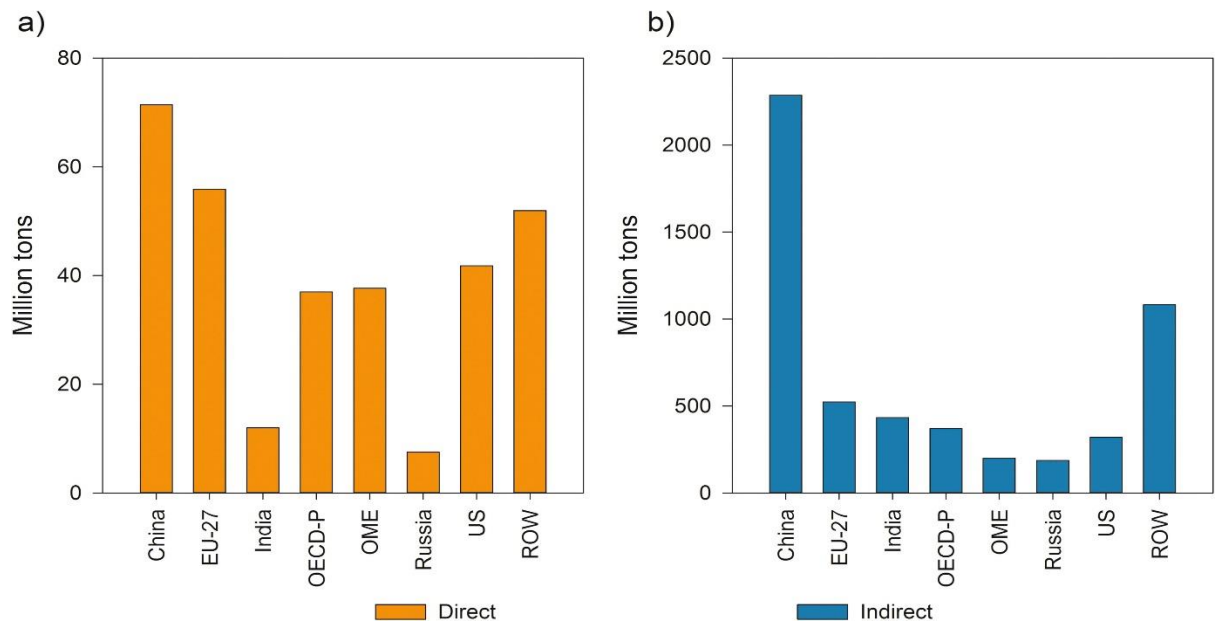 a)
80
60
40
20
0
Million tons
China
EU-27
India
OECD-P
OME
Russia
US
ROW
Direct
b)
2500
2000
1500
1000
500
0
Million tons
China
EU-27
India
OECD-P
OME
Russia
US
ROW
Indirect